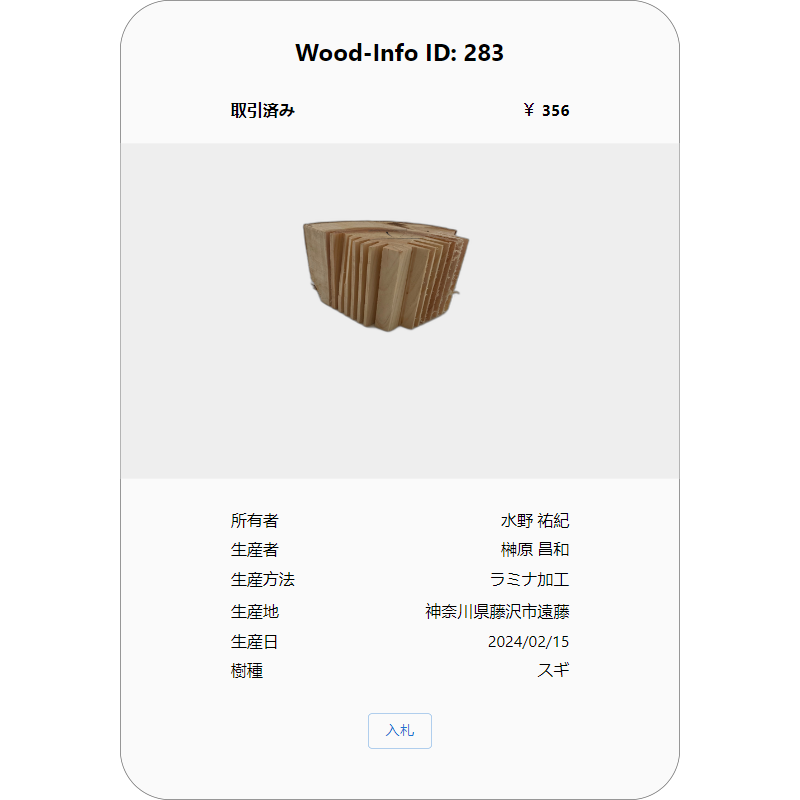 Wood-Info ID: 283
取引済み ￥ 356
所有者 水野 祐紀
生産者 榊原 昌和
生産方法 ラミナ加工
生産地 神奈川県藤沢市遠藤
生産日 2024/02/15
樹種 スギ
入札